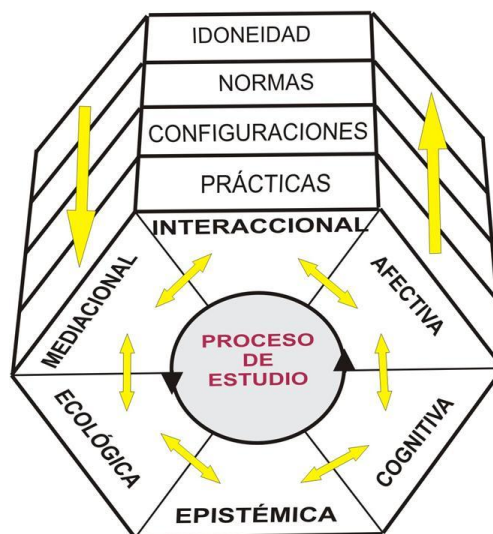 IDONEIDAD
NORMAS
CONFIGURACIONES
PRÁCTICAS
INTERACCIONAL
MEDIACIONAL
AFECTIVA
PROCESO
DE
ESTUDIO
ECOLÓGICA
COGNITIVA
EPISTÉMICA